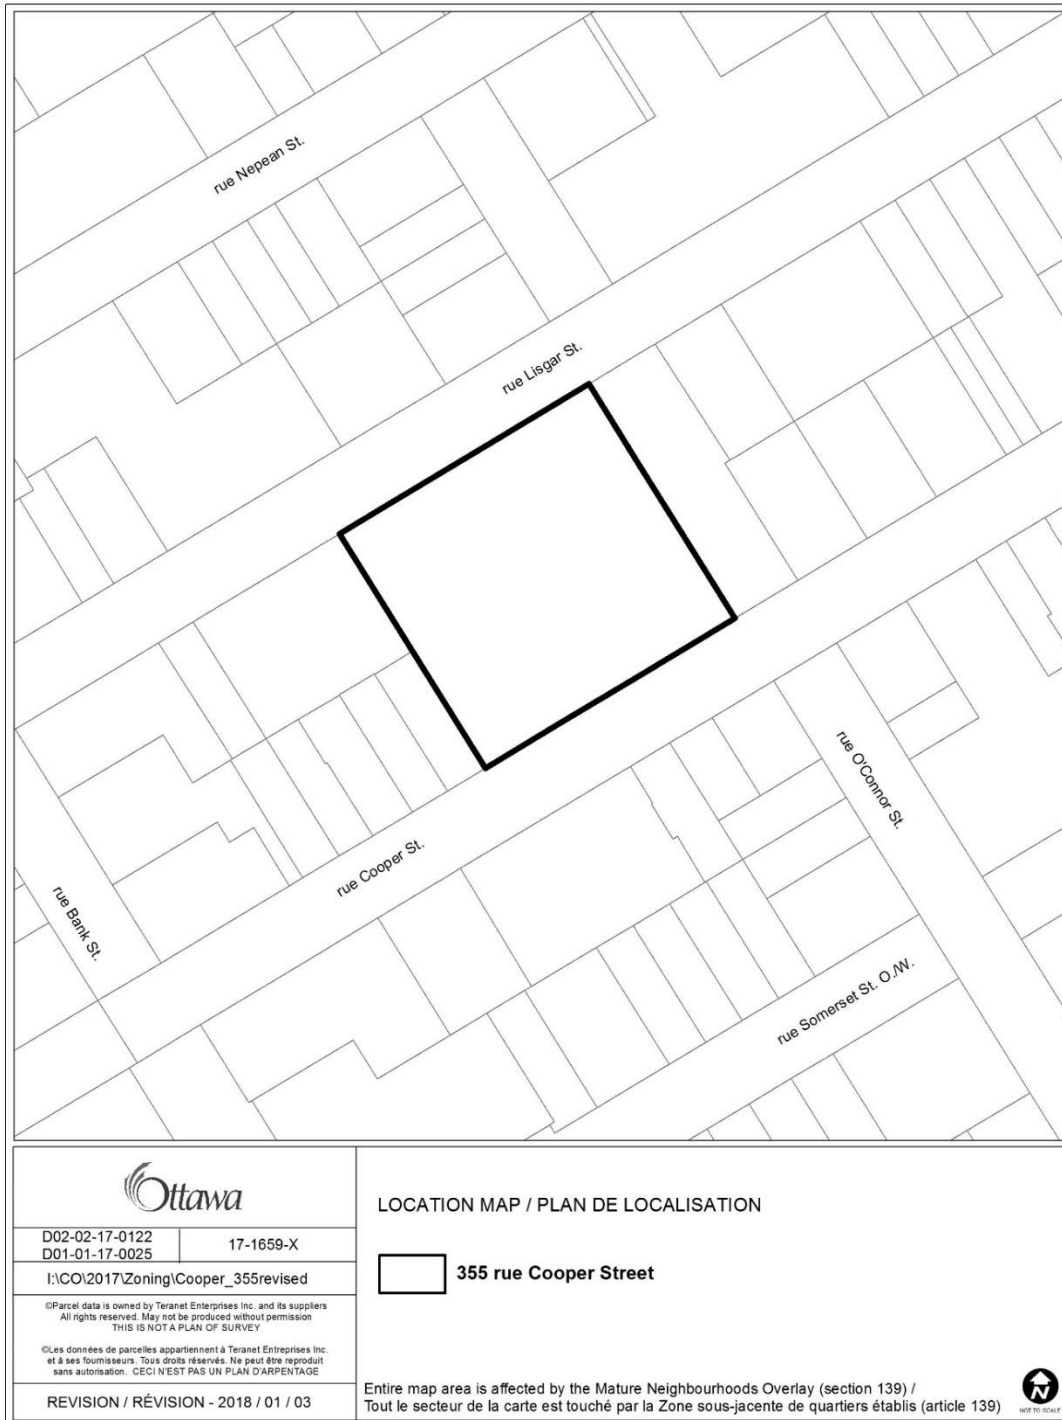 rue Nepean St.
rue Lisgar St.
rue O'Connor St.
rue Cooper St.
rue Bank St.
rue Somerset St. O./W.
Ottawa
D02-02-17-0122
D01-01-17-0025
17-1659-X
I:\CO\2017\Zoning\Cooper_355revised
©Parcel data is owned by Teranet Enterprises Inc. and its suppliers
All rights reserved. May not be produced without permission
THIS IS NOT A PLAN OF SURVEY
©Les données de parcelles appartiennent à Teranet Entreprises Inc.
et à ses fournisseurs. Tous droits réservés. Ne peut être reproduit
sans autorisation. CECI N'EST PAS UN PLAN D'ARPENTAGE
REVISION / RÉVISION - 2018 / 01 / 03
LOCATION MAP / PLAN DE LOCALISATION
355 rue Cooper Street
Entire map area is affected by the Mature Neighbourhoods Overlay (section 139) /
Tout le secteur de la carte est touché par la Zone sous-jacente de quartiers établis (article 139)
N
NOT TO SCALE